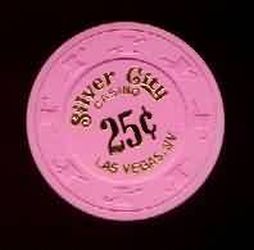 Silver City
CASINO
25¢
LAS VEGAS, NV